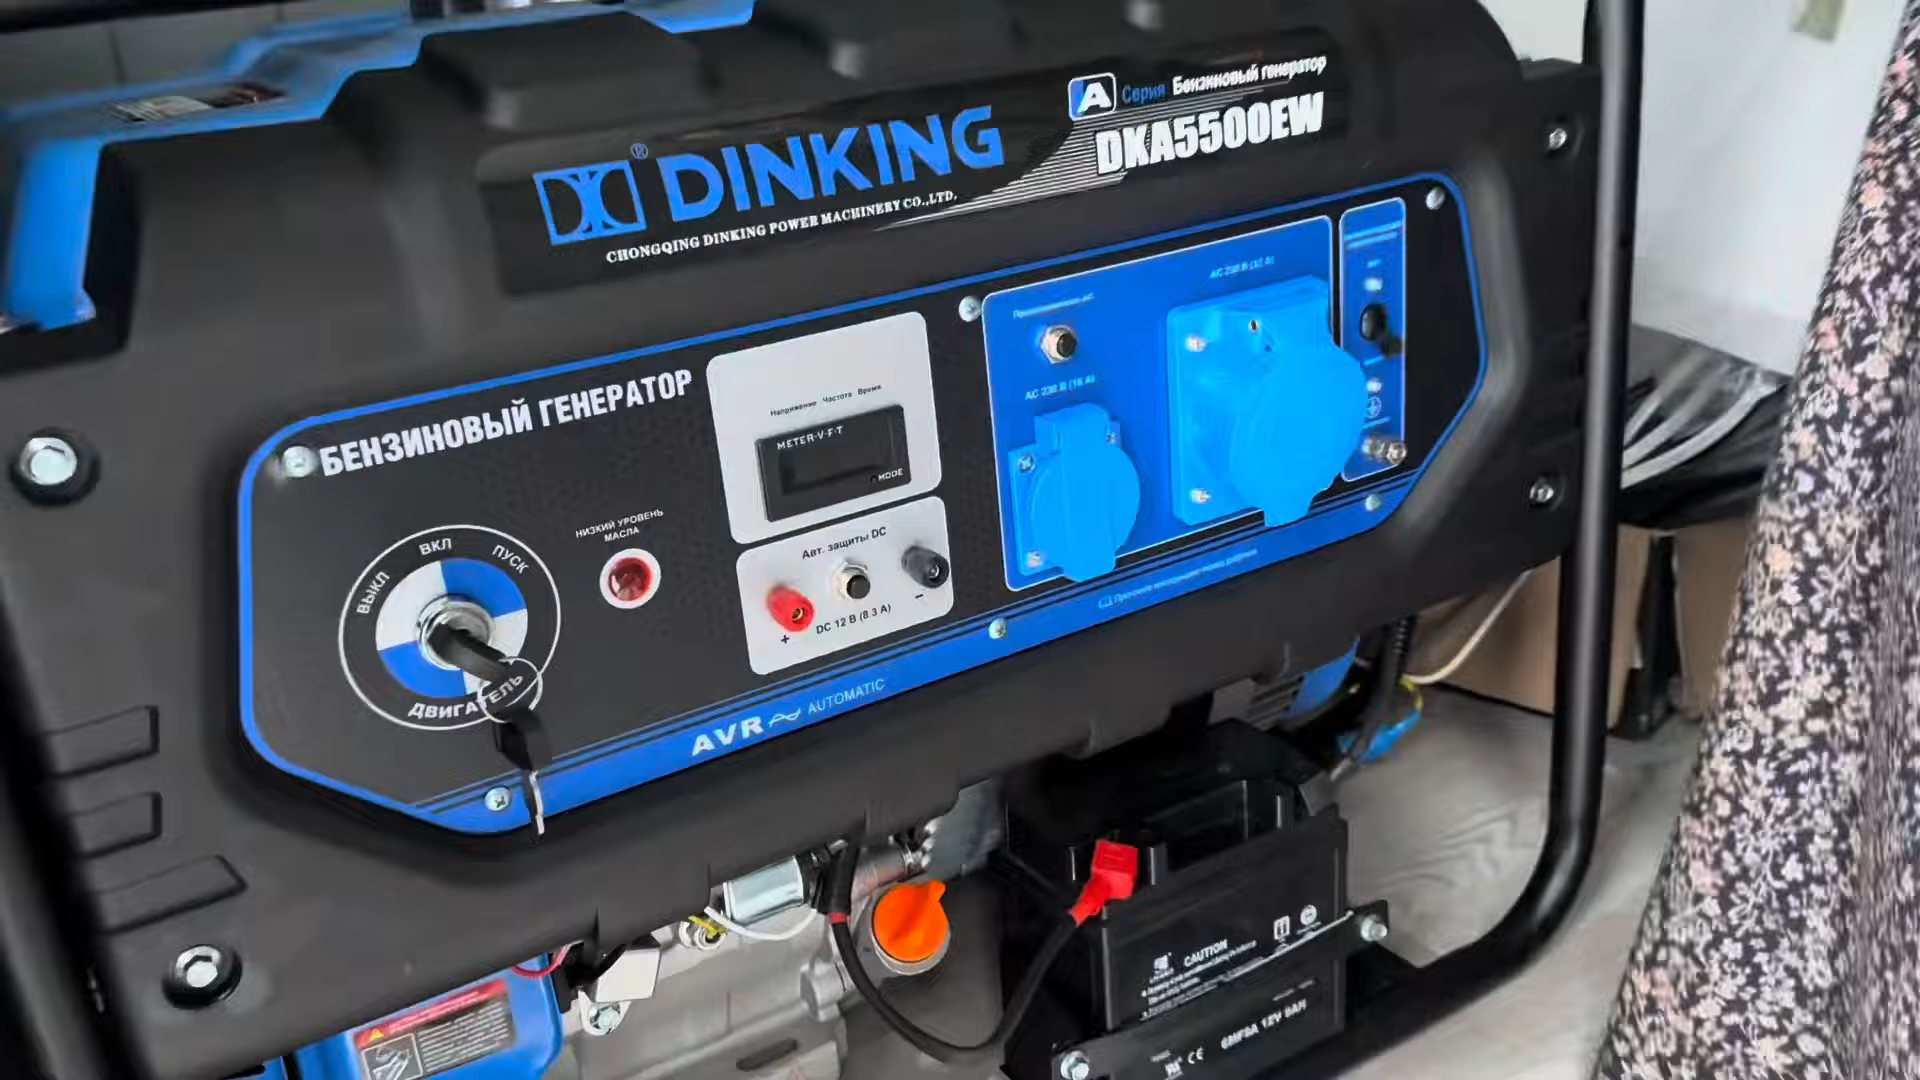 A Серия Бензиновый генератор
DKA5500EW
DINKING®
CHONGQING DINKING POWER MACHINERY CO.,LTD.
БЕНЗИНОВЫЙ ГЕНЕРАТОР
ВЫКЛ ВКЛ ПУСК
ДВИГАТЕЛЬ
НИЗКИЙ УРОВЕНЬ
МАСЛА
Напряжение Частота Время
METER-V-F-T
MODE
Авт. защиты DC
+ DC 12 В (8.3 А) −
AC 230 В (16 А)
AVR AUTOMATIC
CAUTION
12V 9AH
CE